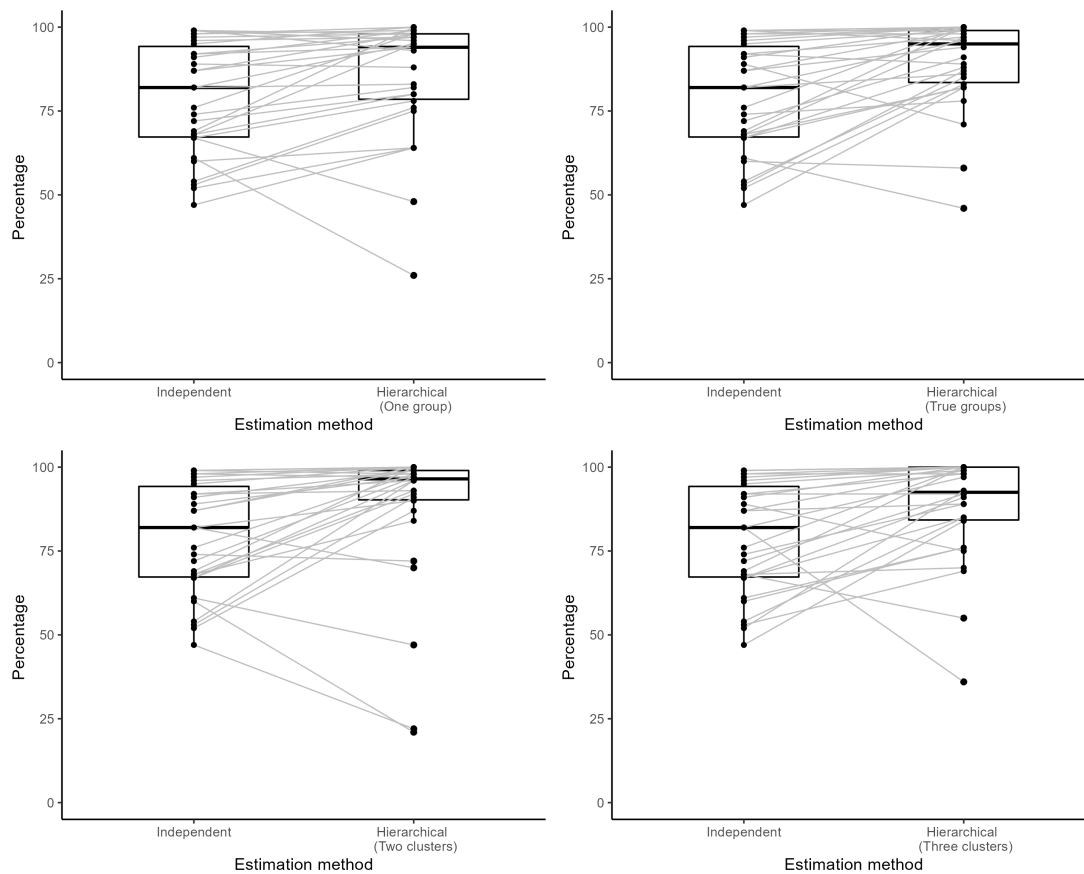 100
75
50
25
0
Percentage
Independent
Hierarchical
(One group)
Estimation method
100
75
50
25
0
Percentage
Independent
Hierarchical
(True groups)
Estimation method
100
75
50
25
0
Percentage
Independent
Hierarchical
(Two clusters)
Estimation method
100
75
50
25
0
Percentage
Independent
Hierarchical
(Three clusters)
Estimation method